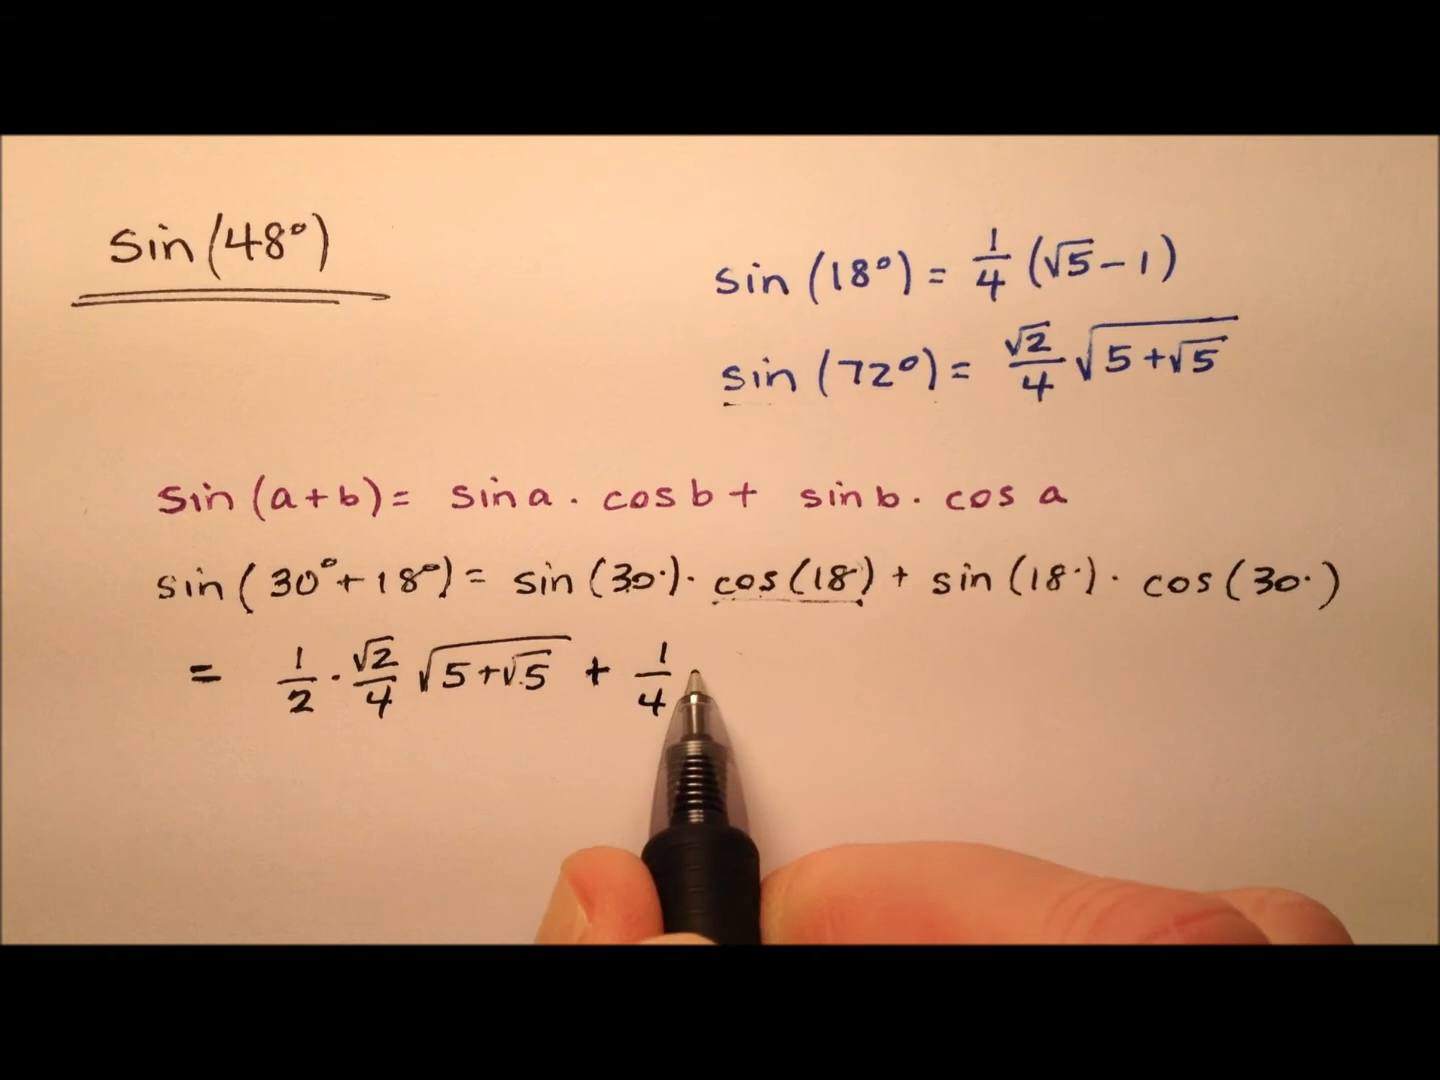 sin(48°)
sin(18°) = 1/4 (√5 - 1)
sin(72°) = √2/4 √(5 + √5)
sin(a+b) = sin a · cos b + sin b · cos a
sin(30° + 18°) = sin(30°) · cos(18°) + sin(18°) · cos(30°)
= 1/2 · √2/4 √(5 + √5) + 1/4